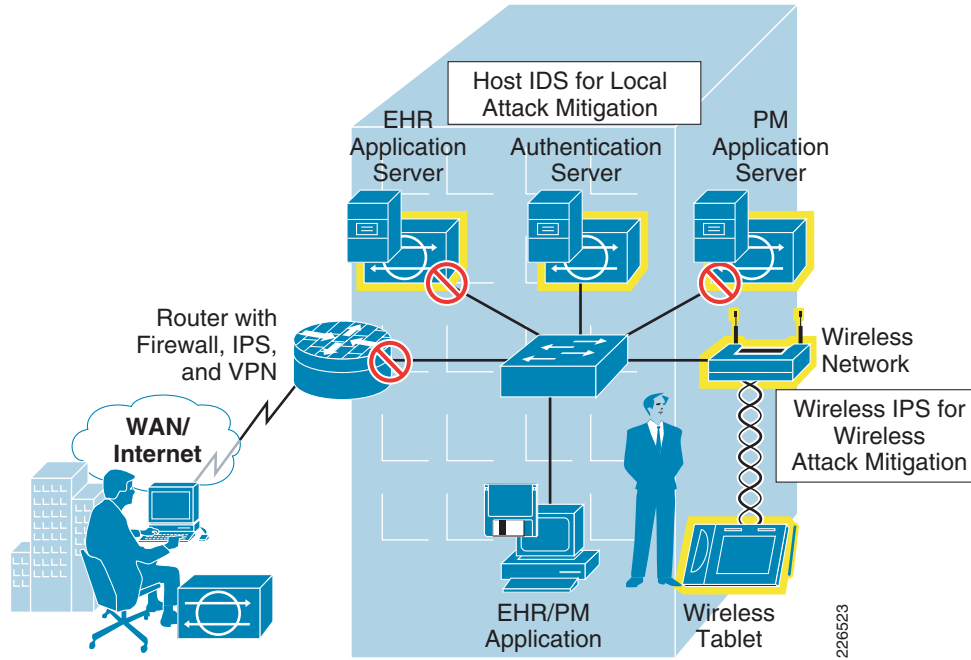 Host IDS for Local
Attack Mitigation
EHR
Application
Server
Authentication
Server
PM
Application
Server
Router with
Firewall, IPS,
and VPN
Wireless
Network
WAN/
Internet
Wireless IPS for
Wireless
Attack Mitigation
EHR/PM
Application
Wireless
Tablet
226523